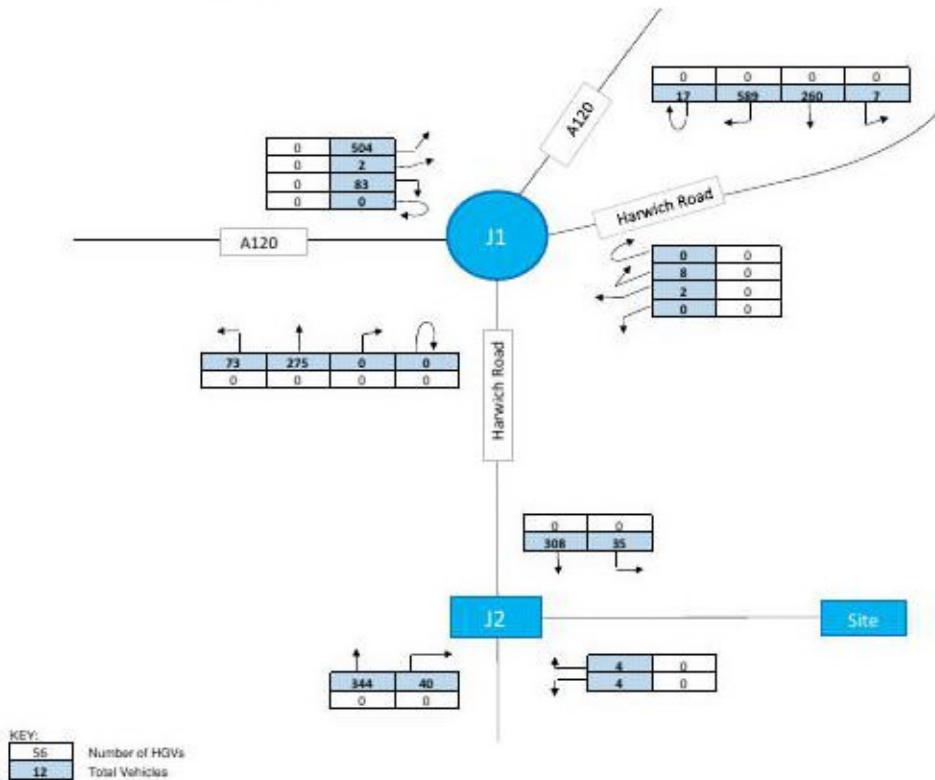 A120
0 0 0 0
17 589 260 7
0 504
0 2
0 83
0 0
J1
Harwich Road
A120
0 0
8 0
2 0
0 0
73 275 0 0
0 0 0 0
Harwich Road
0 0
308 35
J2
Site
344 40
0 0
4 0
4 0
KEY:
56 Number of HGVs
12 Total Vehicles